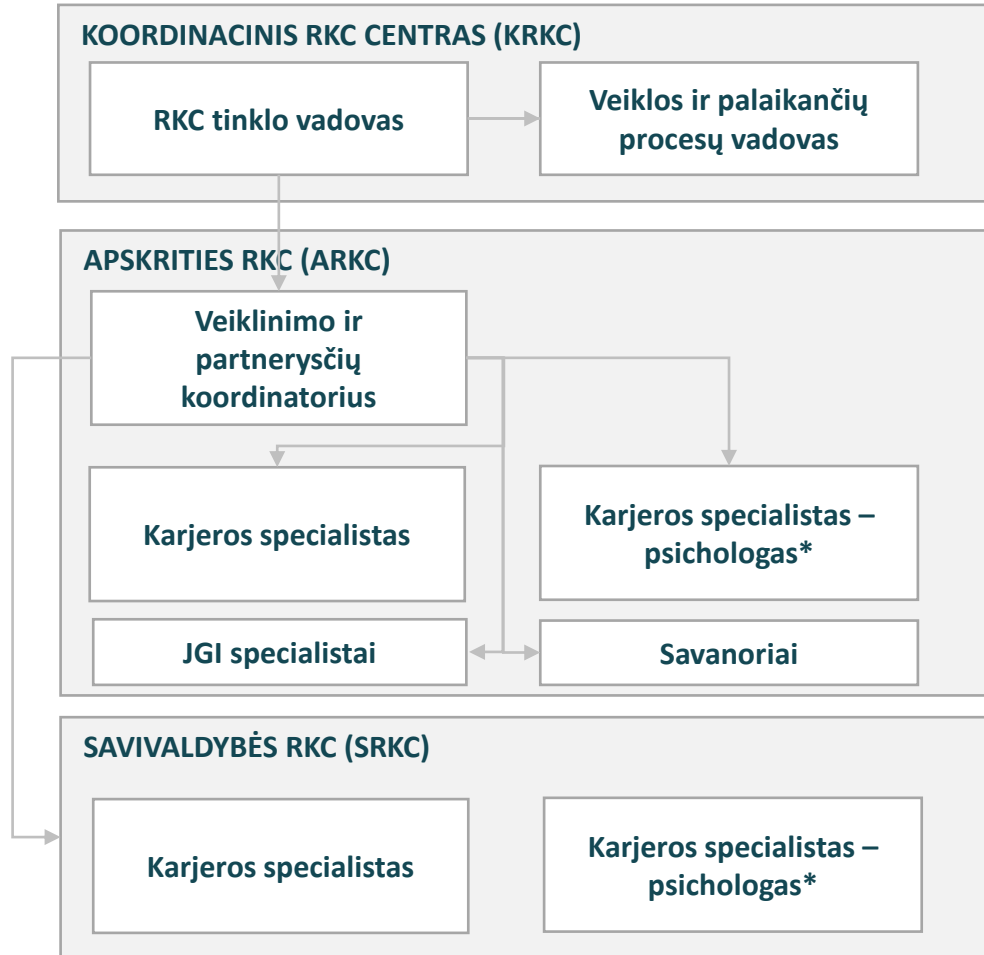 KOORDINACINIS RKC CENTRAS (KRKC)
RKC tinklo vadovas
Veiklos ir palaikančių
procesų vadovas
APSKRITIES RKC (ARKC)
Veiklinimo ir
partnerysčių
koordinatorius
Karjeros specialistas
Karjeros specialistas –
psichologas*
JGI specialistai
Savanoriai
SAVIVALDYBĖS RKC (SRKC)
Karjeros specialistas
Karjeros specialistas –
psichologas*